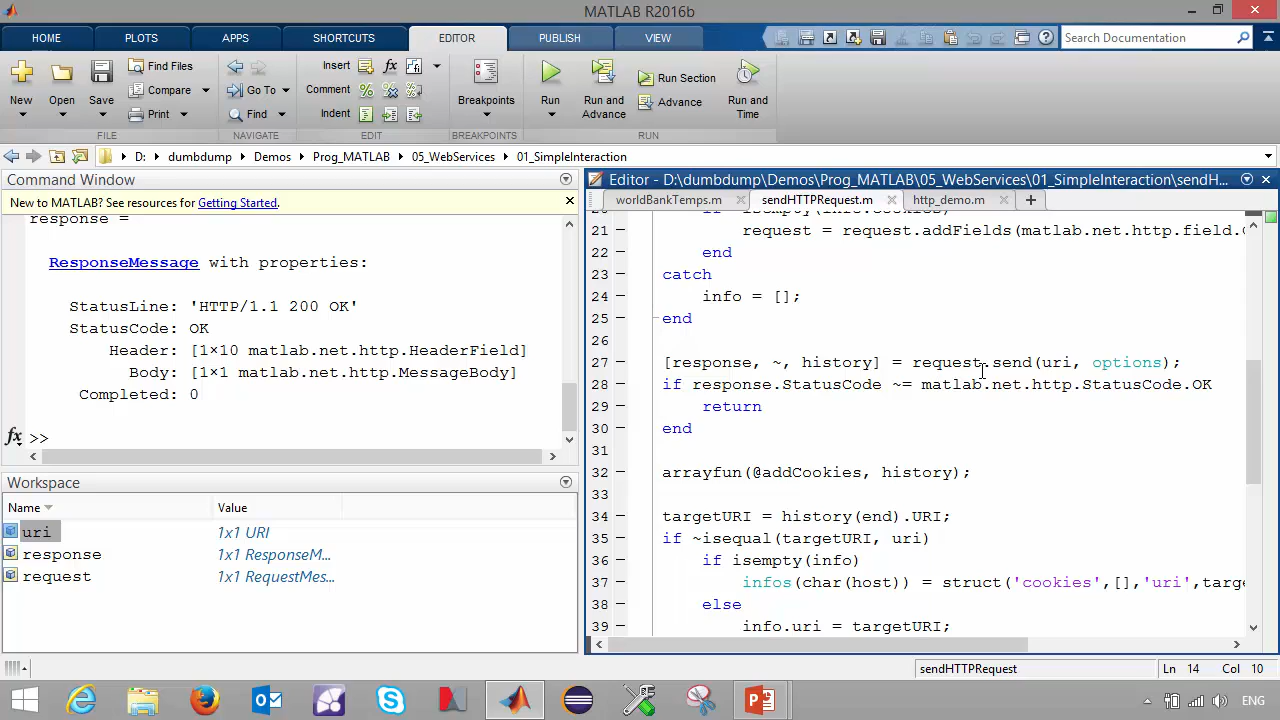 MATLAB R2016b
HOME PLOTS APPS SHORTCUTS EDITOR PUBLISH VIEW Search Documentation
New Open Save Find Files Compare Print Go To Find Insert Comment Indent Breakpoints Run Run and Advance Run Section Advance Run and Time
FILE NAVIGATE EDIT BREAKPOINTS RUN
D: dumbdump Demos Prog_MATLAB 05_WebServices 01_SimpleInteraction
Command Window
New to MATLAB? See resources for Getting Started.
response =
ResponseMessage with properties:
StatusLine: 'HTTP/1.1 200 OK'
StatusCode: OK
Header: [1×10 matlab.net.http.HeaderField]
Body: [1×1 matlab.net.http.MessageBody]
Completed: 0
fx >>
Workspace
Name Value
uri 1x1 URI
response 1x1 ResponseM...
request 1x1 RequestMes...
Editor - D:\dumbdump\Demos\Prog_MATLAB\05_WebServices\01_SimpleInteraction\sendH...
worldBankTemps.m sendHTTPRequest.m http_demo.m
21 request = request.addFields(matlab.net.http.field.
22 end
23 catch
24 info = [];
25 end
26
27 [response, ~, history] = request.send(uri, options);
28 if response.StatusCode ~= matlab.net.http.StatusCode.OK
29 return
30 end
31
32 arrayfun(@addCookies, history);
33
34 targetURI = history(end).URI;
35 if ~isequal(targetURI, uri)
36 if isempty(info)
37 infos(char(host)) = struct('cookies',[],'uri',targe
38 else
39 info.uri = targetURI;
sendHTTPRequest Ln 14 Col 10
ENG